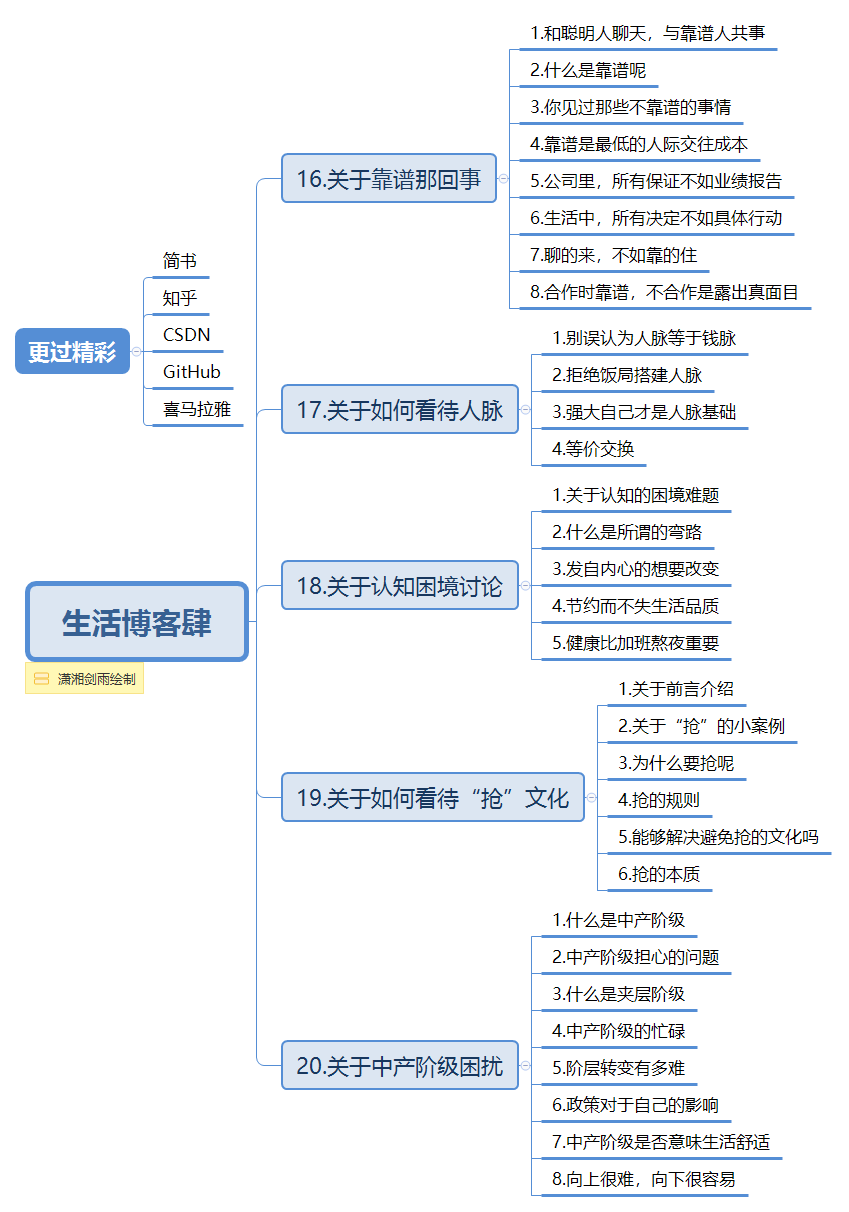 更过精彩
简书
知乎
CSDN
GitHub
喜马拉雅
生活博客肆
潇湘剑雨绘制
16.关于靠谱那回事
1.和聪明人聊天，与靠谱人共事
2.什么是靠谱呢
3.你见过那些不靠谱的事情
4.靠谱是最低的人际交往成本
5.公司里，所有保证不如业绩报告
6.生活中，所有决定不如具体行动
7.聊的来，不如靠的住
8.合作时靠谱，不合作是露出真面目
17.关于如何看待人脉
1.别误认为人脉等于钱脉
2.拒绝饭局搭建人脉
3.强大自己才是人脉基础
4.等价交换
18.关于认知困境讨论
1.关于认知的困境难题
2.什么是所谓的弯路
3.发自内心的想要改变
4.节约而不失生活品质
5.健康比加班熬夜重要
19.关于如何看待“抢”文化
1.关于前言介绍
2.关于“抢”的小案例
3.为什么要抢呢
4.抢的规则
5.能够解决避免抢的文化吗
6.抢的本质
20.关于中产阶级困扰
1.什么是中产阶级
2.中产阶级担心的问题
3.什么是夹层阶级
4.中产阶级的忙碌
5.阶层转变有多难
6.政策对于自己的影响
7.中产阶级是否意味生活舒适
8.向上很难，向下很容易